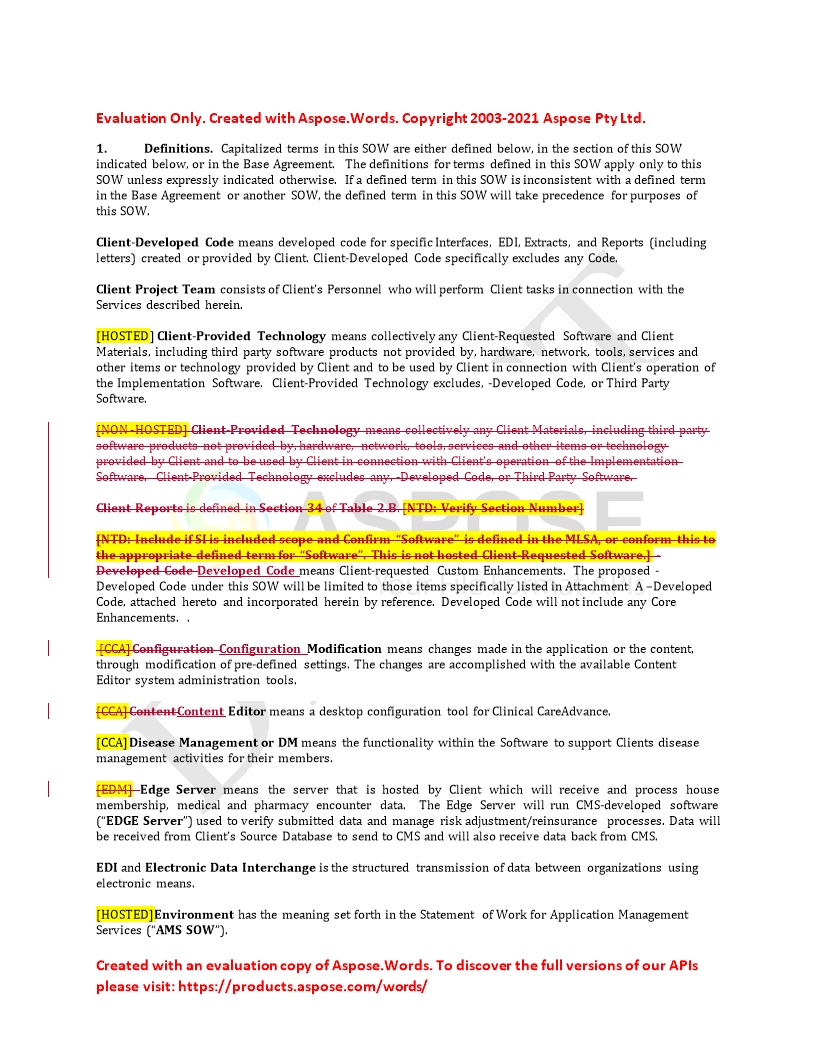 Evaluation Only. Created with Aspose.Words. Copyright 2003-2021 Aspose Pty Ltd.
1. Definitions. Capitalized terms in this SOW are either defined below, in the section of this SOW
indicated below, or in the Base Agreement. The definitions for terms defined in this SOW apply only to this
SOW unless expressly indicated otherwise. If a defined term in this SOW is inconsistent with a defined term
in the Base Agreement or another SOW, the defined term in this SOW will take precedence for purposes of
this SOW.
Client-Developed Code means developed code for specific Interfaces, EDI, Extracts, and Reports (including
letters) created or provided by Client. Client-Developed Code specifically excludes any Code.
Client Project Team consists of Client's Personnel who will perform Client tasks in connection with the
Services described herein.
[HOSTED] Client-Provided Technology means collectively any Client-Requested Software and Client
Materials, including third party software products not provided by, hardware, network, tools, services and
other items or technology provided by Client and to be used by Client in connection with Client's operation of
the Implementation Software. Client-Provided Technology excludes, -Developed Code, or Third Party
Software.
[NON-HOSTED] Client-Provided Technology means collectively any Client Materials, including third party
software products not provided by, hardware, network, tools, services and other items or technology
provided by Client and to be used by Client in connection with Client's operation of the Implementation
Software. Client-Provided Technology excludes any, -Developed Code, or Third Party Software.
Client Reports is defined in Section 34 of Table 2.B. [NTD: Verify Section Number]
[NTD: Include if SI is included scope and Confirm "Software" is defined in the MLSA, or conform this to
the appropriate defined term for "Software". This is not hosted Client-Requested Software.] -
Developed Code Developed Code means Client-requested Custom Enhancements. The proposed -
Developed Code under this SOW will be limited to those items specifically listed in Attachment A –Developed
Code, attached hereto and incorporated herein by reference. Developed Code will not include any Core
Enhancements. .
[CCA]Configuration Configuration Modification means changes made in the application or the content,
through modification of pre-defined settings. The changes are accomplished with the available Content
Editor system administration tools.
[CCA]ContentContent Editor means a desktop configuration tool for Clinical CareAdvance.
[CCA]Disease Management or DM means the functionality within the Software to support Clients disease
management activities for their members.
[EDM] Edge Server means the server that is hosted by Client which will receive and process house
membership, medical and pharmacy encounter data. The Edge Server will run CMS-developed software
("EDGE Server") used to verify submitted data and manage risk adjustment/reinsurance processes. Data will
be received from Client's Source Database to send to CMS and will also receive data back from CMS.
EDI and Electronic Data Interchange is the structured transmission of data between organizations using
electronic means.
[HOSTED]Environment has the meaning set forth in the Statement of Work for Application Management
Services ("AMS SOW").
Created with an evaluation copy of Aspose.Words. To discover the full versions of our APIs
please visit: https://products.aspose.com/words/